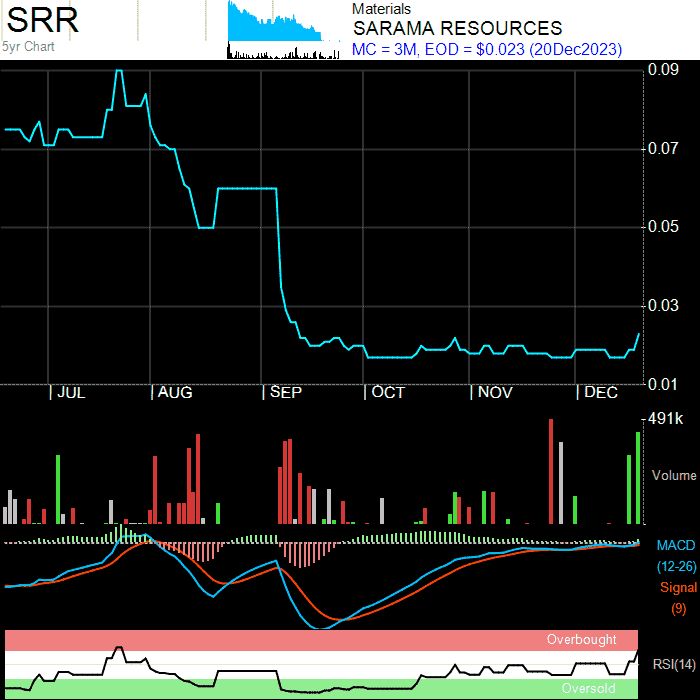 SRR
5yr Chart
Materials
SARAMA RESOURCES
MC = 3M, EOD = $0.023 (20Dec2023)
0.09
0.07
0.05
0.03
0.01
JUL AUG SEP OCT NOV DEC
491k
Volume
MACD
(12-26)
Signal
(9)
Overbought
RSI(14)
Oversold